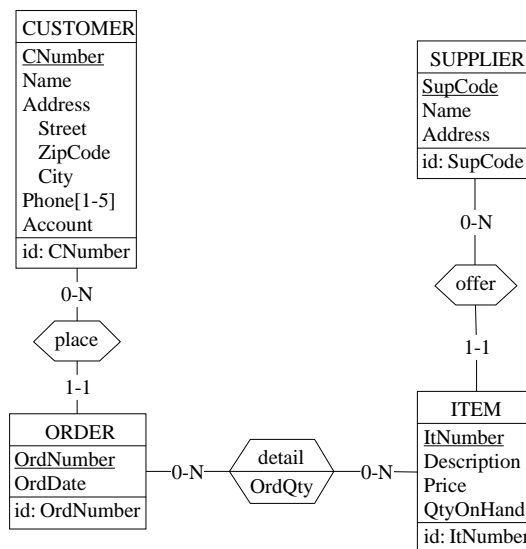 CUSTOMER
CNumber
Name
Address
Street
ZipCode
City
Phone[1-5]
Account
id: CNumber
SUPPLIER
SupCode
Name
Address
id: SupCode
0-N
place
1-1
0-N
offer
1-1
ORDER
OrdNumber
OrdDate
id: OrdNumber
0-N
detail
OrdQty
0-N
ITEM
ItNumber
Description
Price
QtyOnHand
id: ItNumber